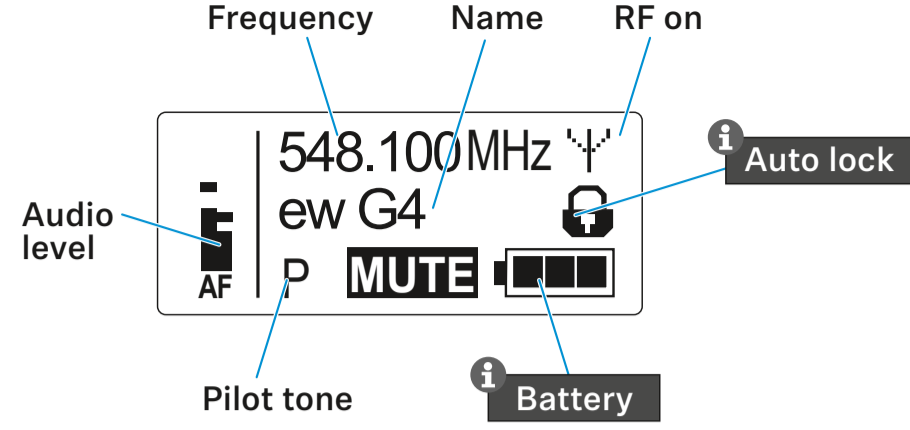 Frequency
Name
RF on
548.100 MHz
i
Auto lock
ew G4
Audio
level
AF
P
MUTE
Pilot tone
i
Battery